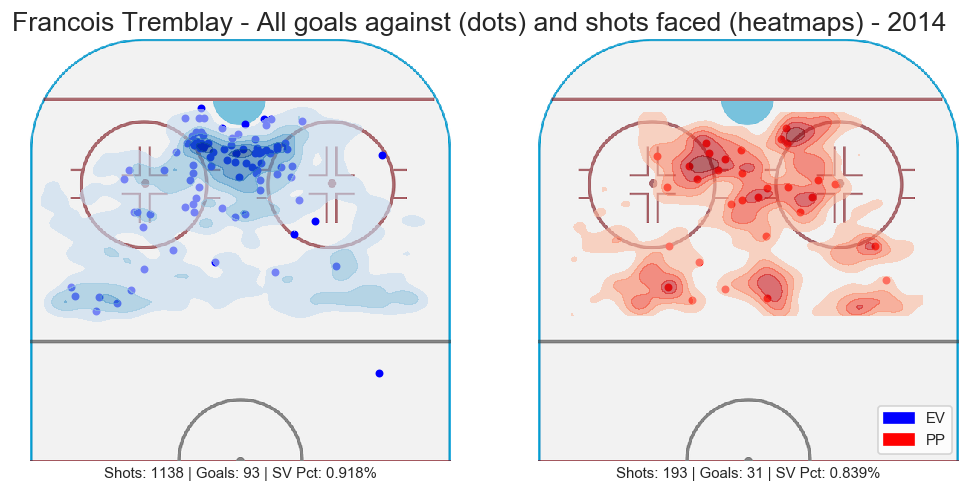 Francois Tremblay - All goals against (dots) and shots faced (heatmaps) - 2014
EV
PP
Shots: 1138 | Goals: 93 | SV Pct: 0.918%
Shots: 193 | Goals: 31 | SV Pct: 0.839%